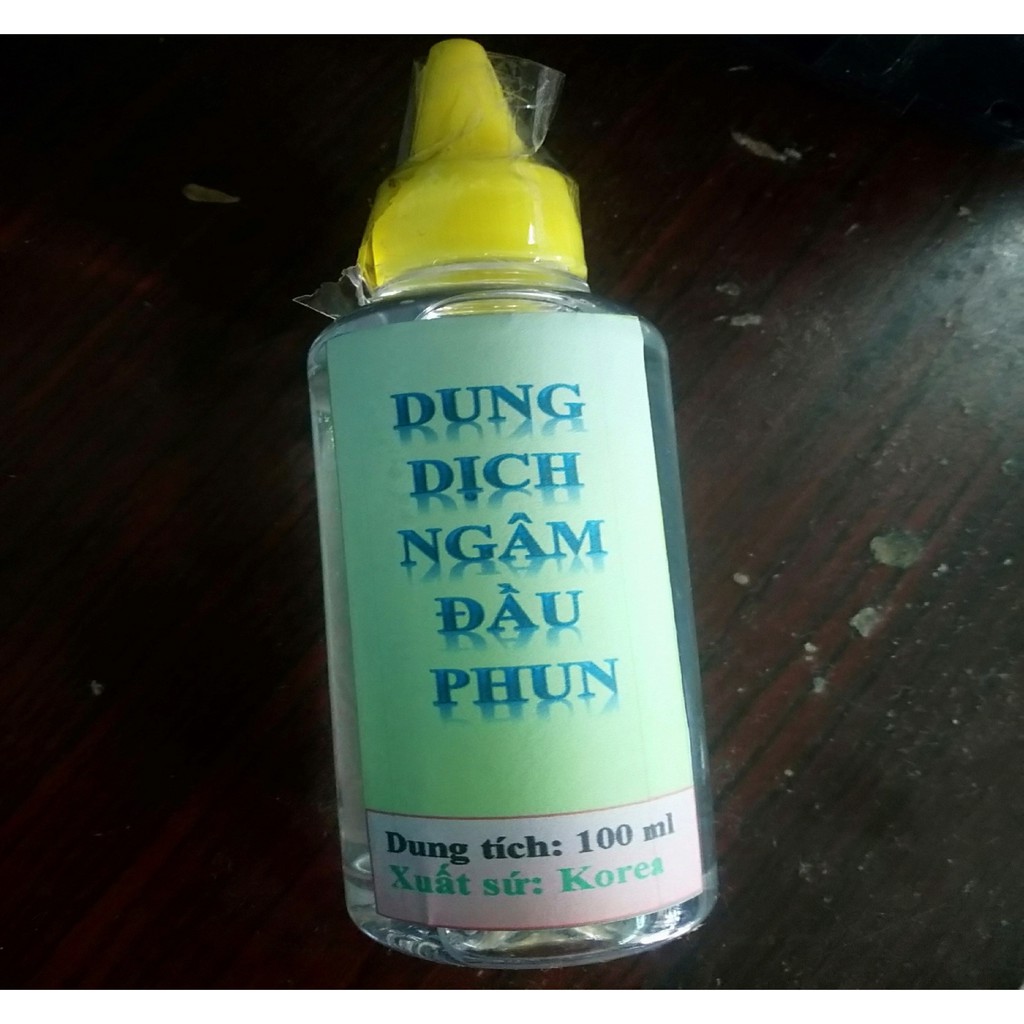 DUNG
DỊCH
NGÂM
ĐẦU
PHUN
Dung tích: 100 ml
Xuất sứ: Korea